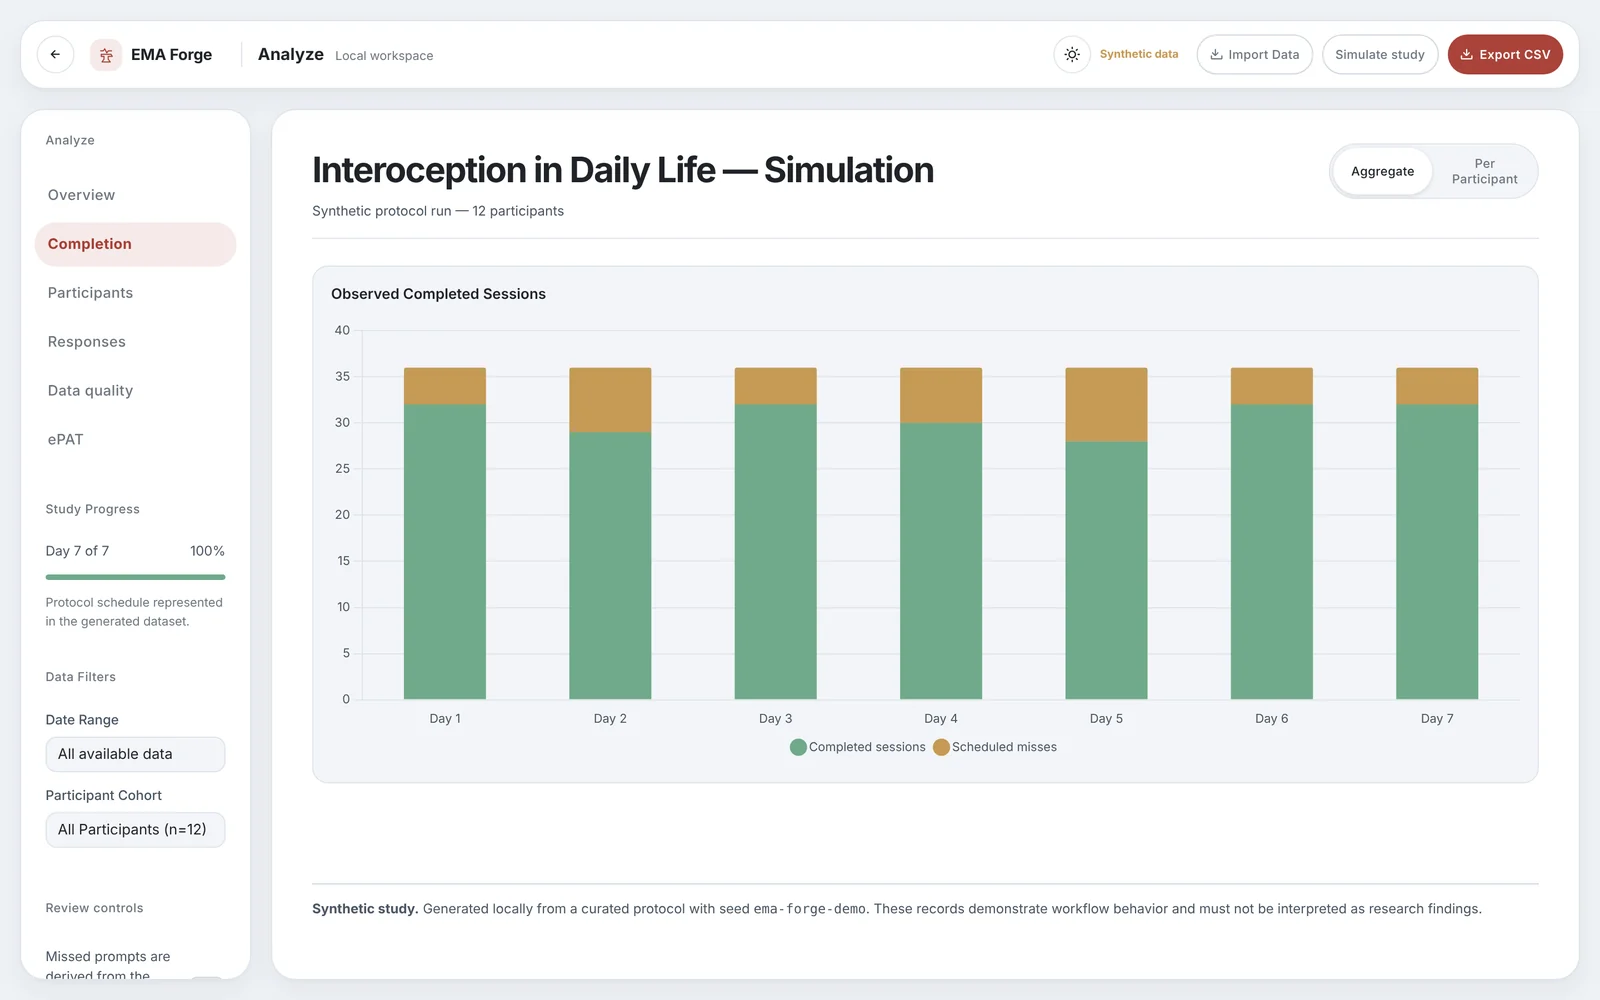 EMA Forge
Analyze Local workspace
Synthetic data
Import Data
Simulate study
Export CSV
Analyze
Overview
Completion
Participants
Responses
Data quality
ePAT
Study Progress
Day 7 of 7 100%
Protocol schedule represented
in the generated dataset.
Data Filters
Date Range
All available data
Participant Cohort
All Participants (n=12)
Review controls
Missed prompts are
derived from the
Interoception in Daily Life — Simulation
Synthetic protocol run — 12 participants
Aggregate
Per
Participant
Observed Completed Sessions
40
35
30
25
20
15
10
5
0
Day 1 Day 2 Day 3 Day 4 Day 5 Day 6 Day 7
Completed sessions Scheduled misses
Synthetic study. Generated locally from a curated protocol with seed ema-forge-demo. These records demonstrate workflow behavior and must not be interpreted as research findings.